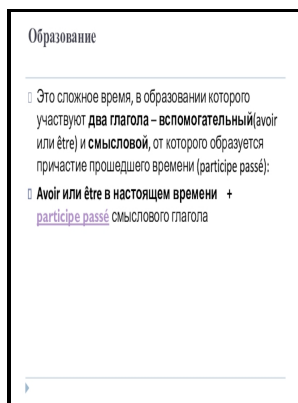 Образование
Это сложное время, в образовании которого
участвуют два глагола – вспомогательный(avoir
или être) и смысловой, от которого образуется
причастие прошедшего времени (participe passé):
Avoir или être в настоящем времени +
participe passé смыслового глагола